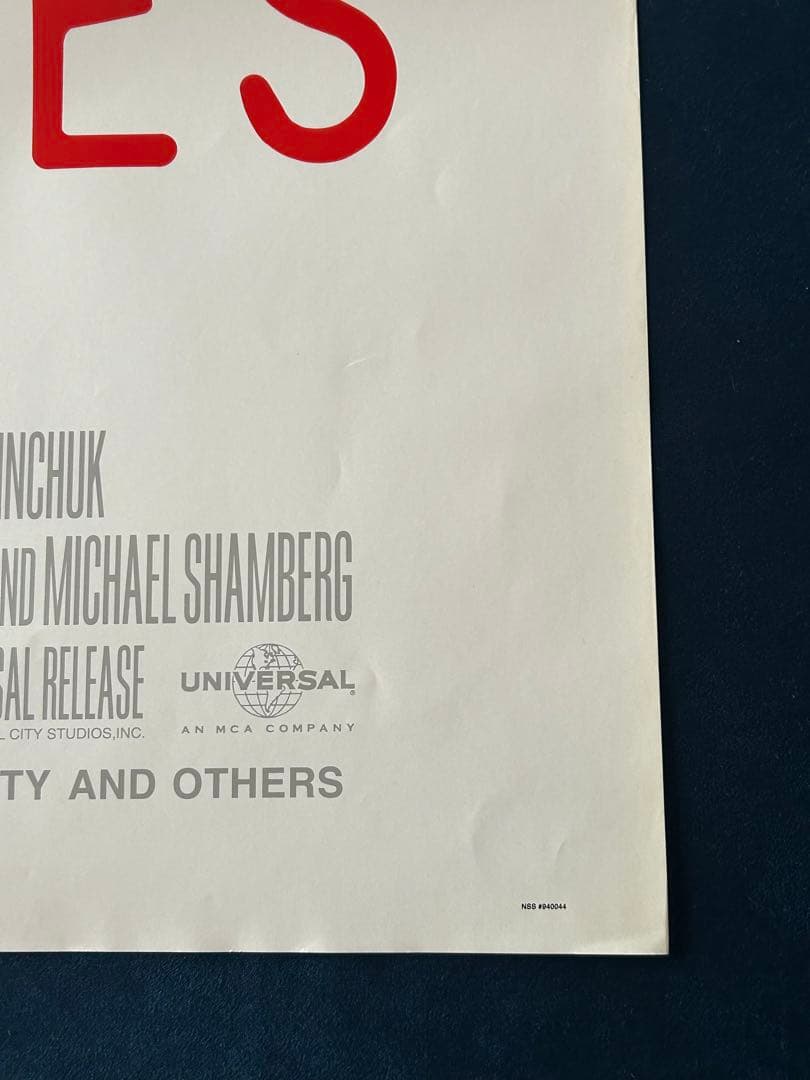 ES
INCHUK
ND MICHAEL SHAMBERG
SAL RELEASE
L CITY STUDIOS,INC.
UNIVERSAL
®
AN MCA COMPANY
TY AND OTHERS
NSS #940044